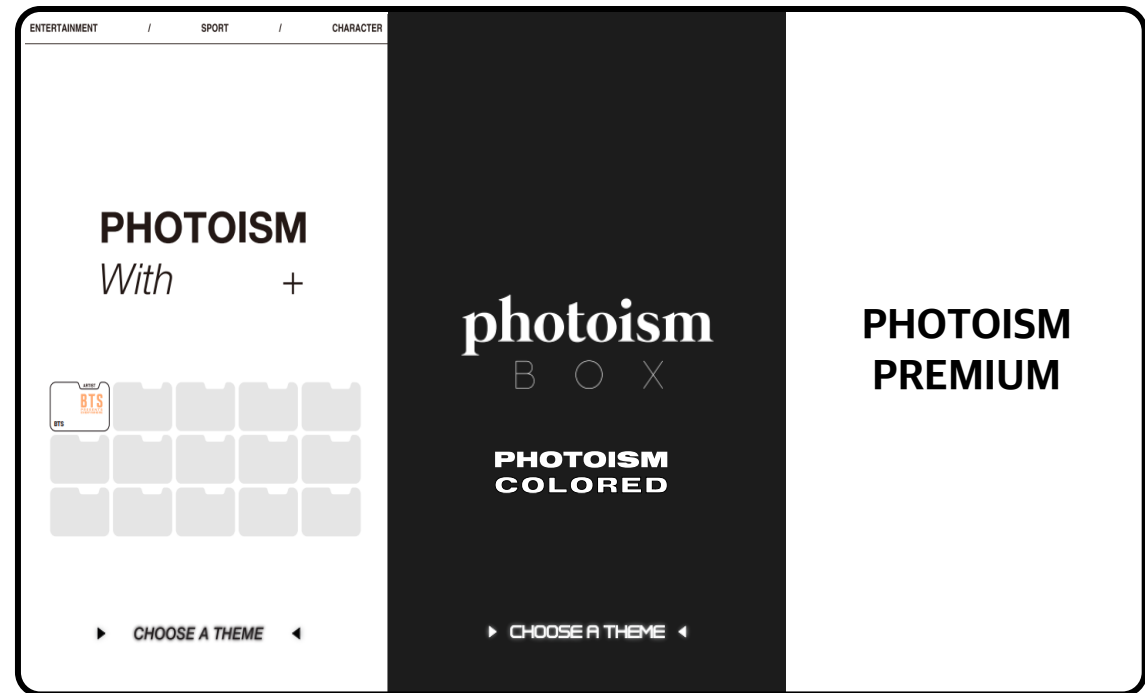 ENTERTAINMENT / SPORT / CHARACTER
PHOTOISM
With +
ARTIST
BTS
BTS
CHOOSE A THEME
photoism
BOX
PHOTOISM
COLORED
CHOOSE A THEME
PHOTOISM
PREMIUM